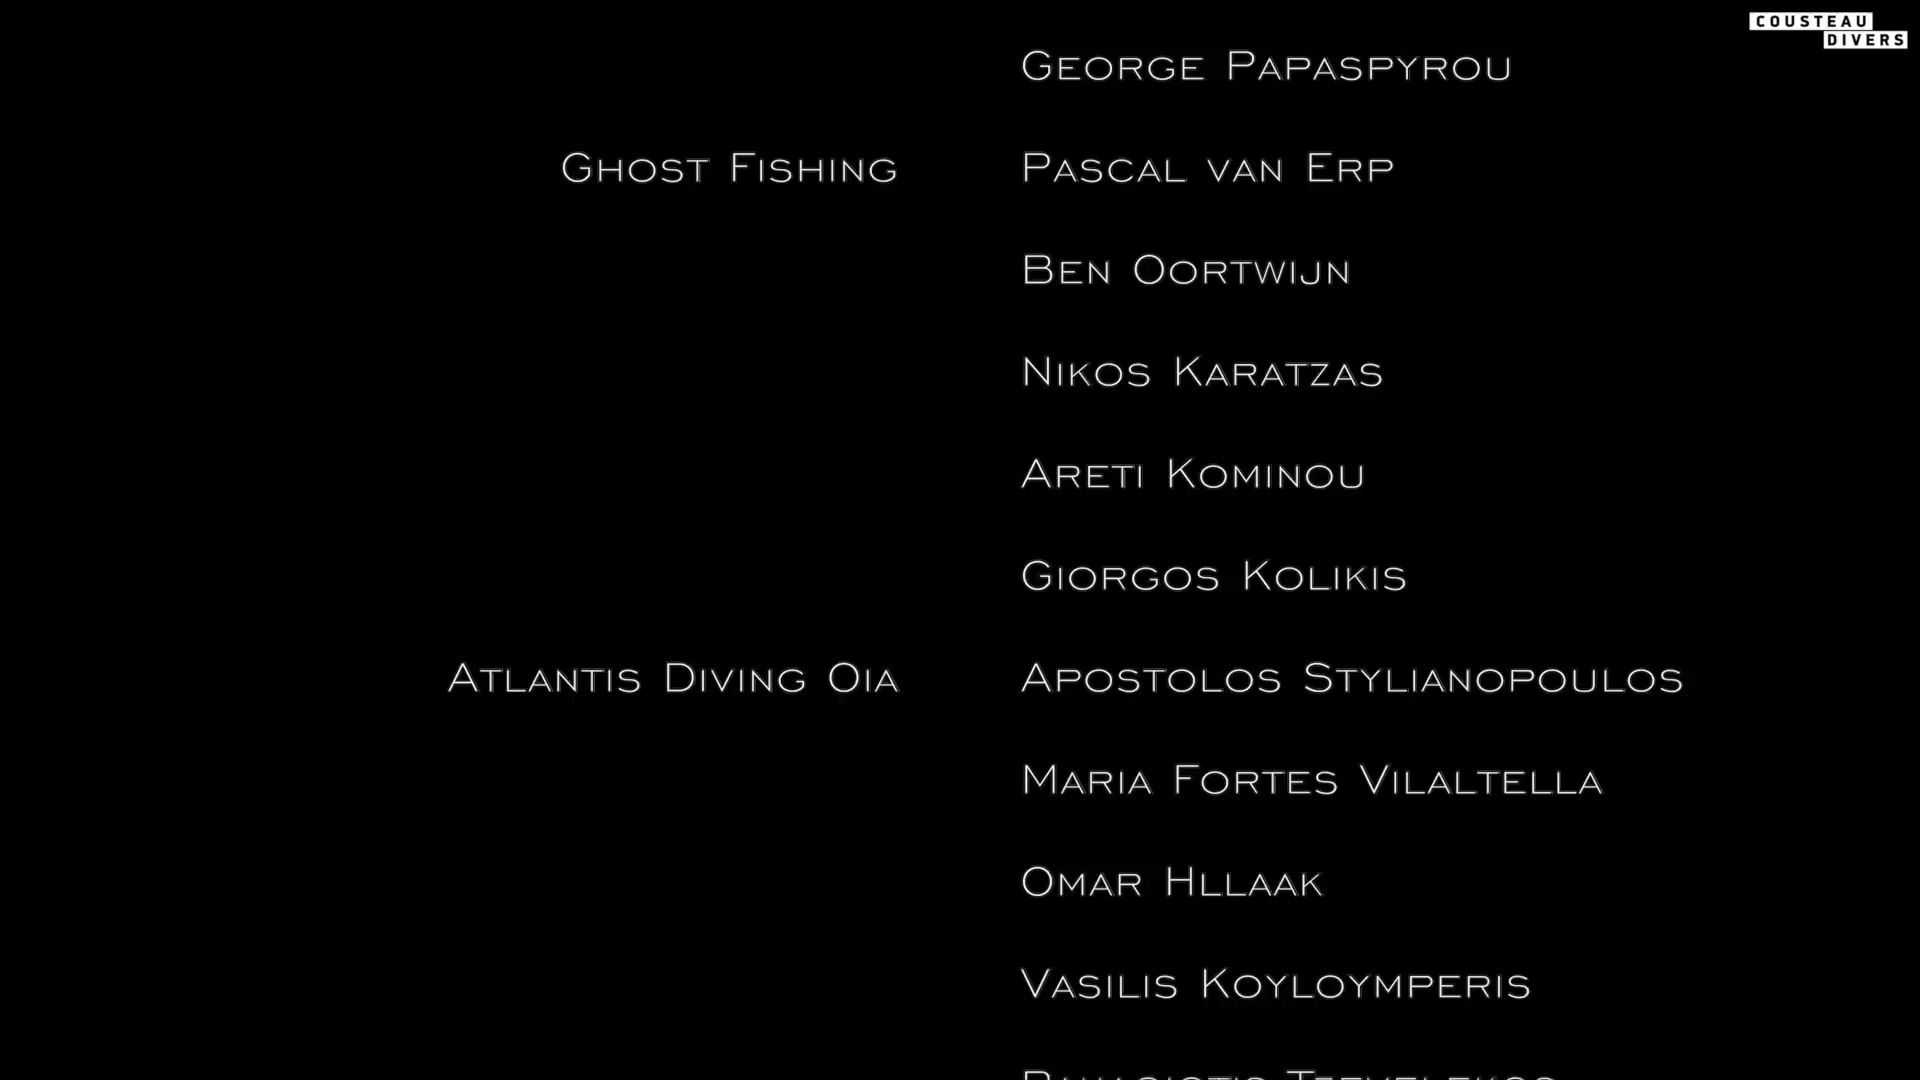 COUSTEAU
DIVERS
George Papaspyrou
Ghost Fishing Pascal van Erp
Ben Oortwijn
Nikos Karatzas
Areti Kominou
Giorgos Kolikis
Atlantis Diving Oia Apostolos Stylianopoulos
Maria Fortes Vilaltella
Omar Hllaak
Vasilis Koyloymperis